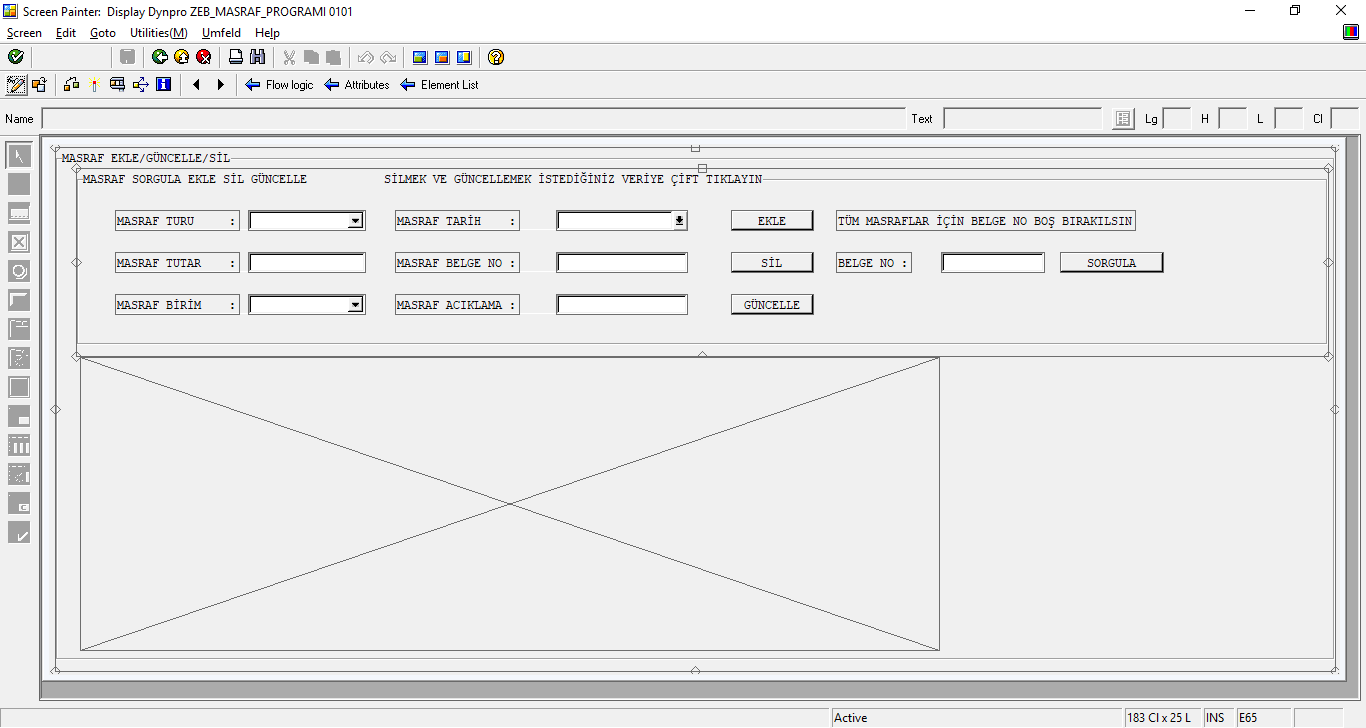 Screen Painter: Display Dynpro ZEB_MASRAF_PROGRAMI 0101
Screen Edit Goto Utilities(M) Umfeld Help
Flow logic Attributes Element List
Name Text Lg H L Cl
MASRAF EKLE/GÜNCELLE/SİL
MASRAF SORGULA EKLE SİL GÜNCELLE SİLMEK VE GÜNCELLEMEK İSTEDİĞİNİZ VERİYE ÇİFT TIKLAYIN
MASRAF TURU : MASRAF TARİH : EKLE TÜM MASRAFLAR İÇİN BELGE NO BOŞ BIRAKILSIN
MASRAF TUTAR : MASRAF BELGE NO : SİL BELGE NO : SORGULA
MASRAF BİRİM : MASRAF ACIKLAMA : GÜNCELLE
Active 183 Cl x 25 L INS E65